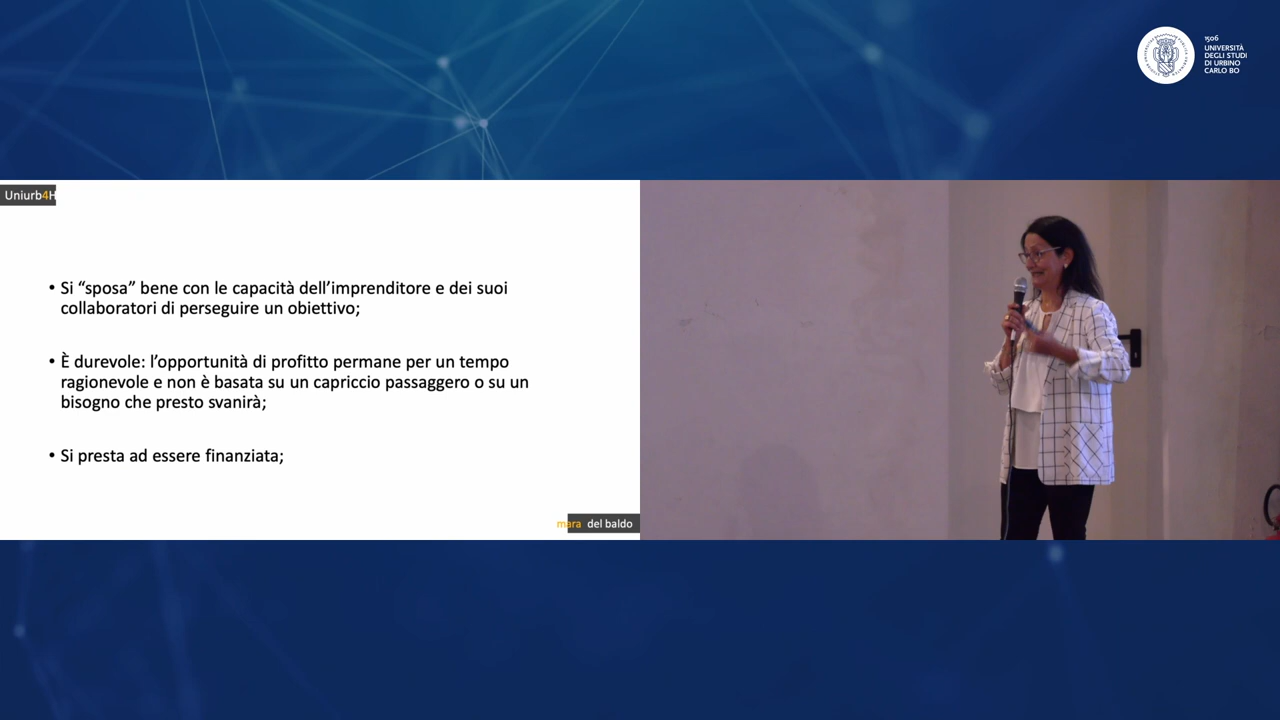 1506
UNIVERSITÀ
DEGLI STUDI
DI URBINO
CARLO BO
Uniurb4H
• Si “sposa” bene con le capacità dell’imprenditore e dei suoi
collaboratori di perseguire un obiettivo;
• È durevole: l’opportunità di profitto permane per un tempo
ragionevole e non è basata su un capriccio passaggero o su un
bisogno che presto svanirà;
• Si presta ad essere finanziata;
mara del baldo